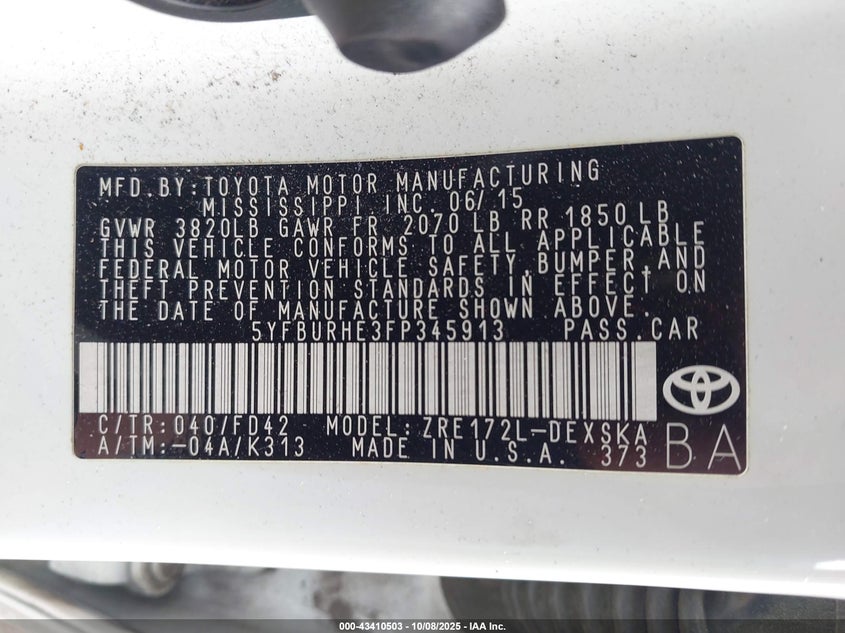 MFD.BY:TOYOTA MOTOR MANUFACTURING
MISSISSIPPI, INC. 06/15
GVWR 3820LB GAWR FR 2070 LB RR 1850 LB
THIS VEHICLE CONFORMS TO ALL APPLICABLE
FEDERAL MOTOR VEHICLE SAFETY,BUMPER,AND
THEFT PREVENTION STANDARDS IN EFFECT ON
THE DATE OF MANUFACTURE SHOWN ABOVE.
5YFBURHE3FP345913 PASS.CAR
C/TR:040/FD42 MODEL:ZRE172L-DEXSKA
A/TM:-04A/K313 MADE IN U.S.A. 373 BA
000-43410503 - 10/08/2025 - IAA Inc.